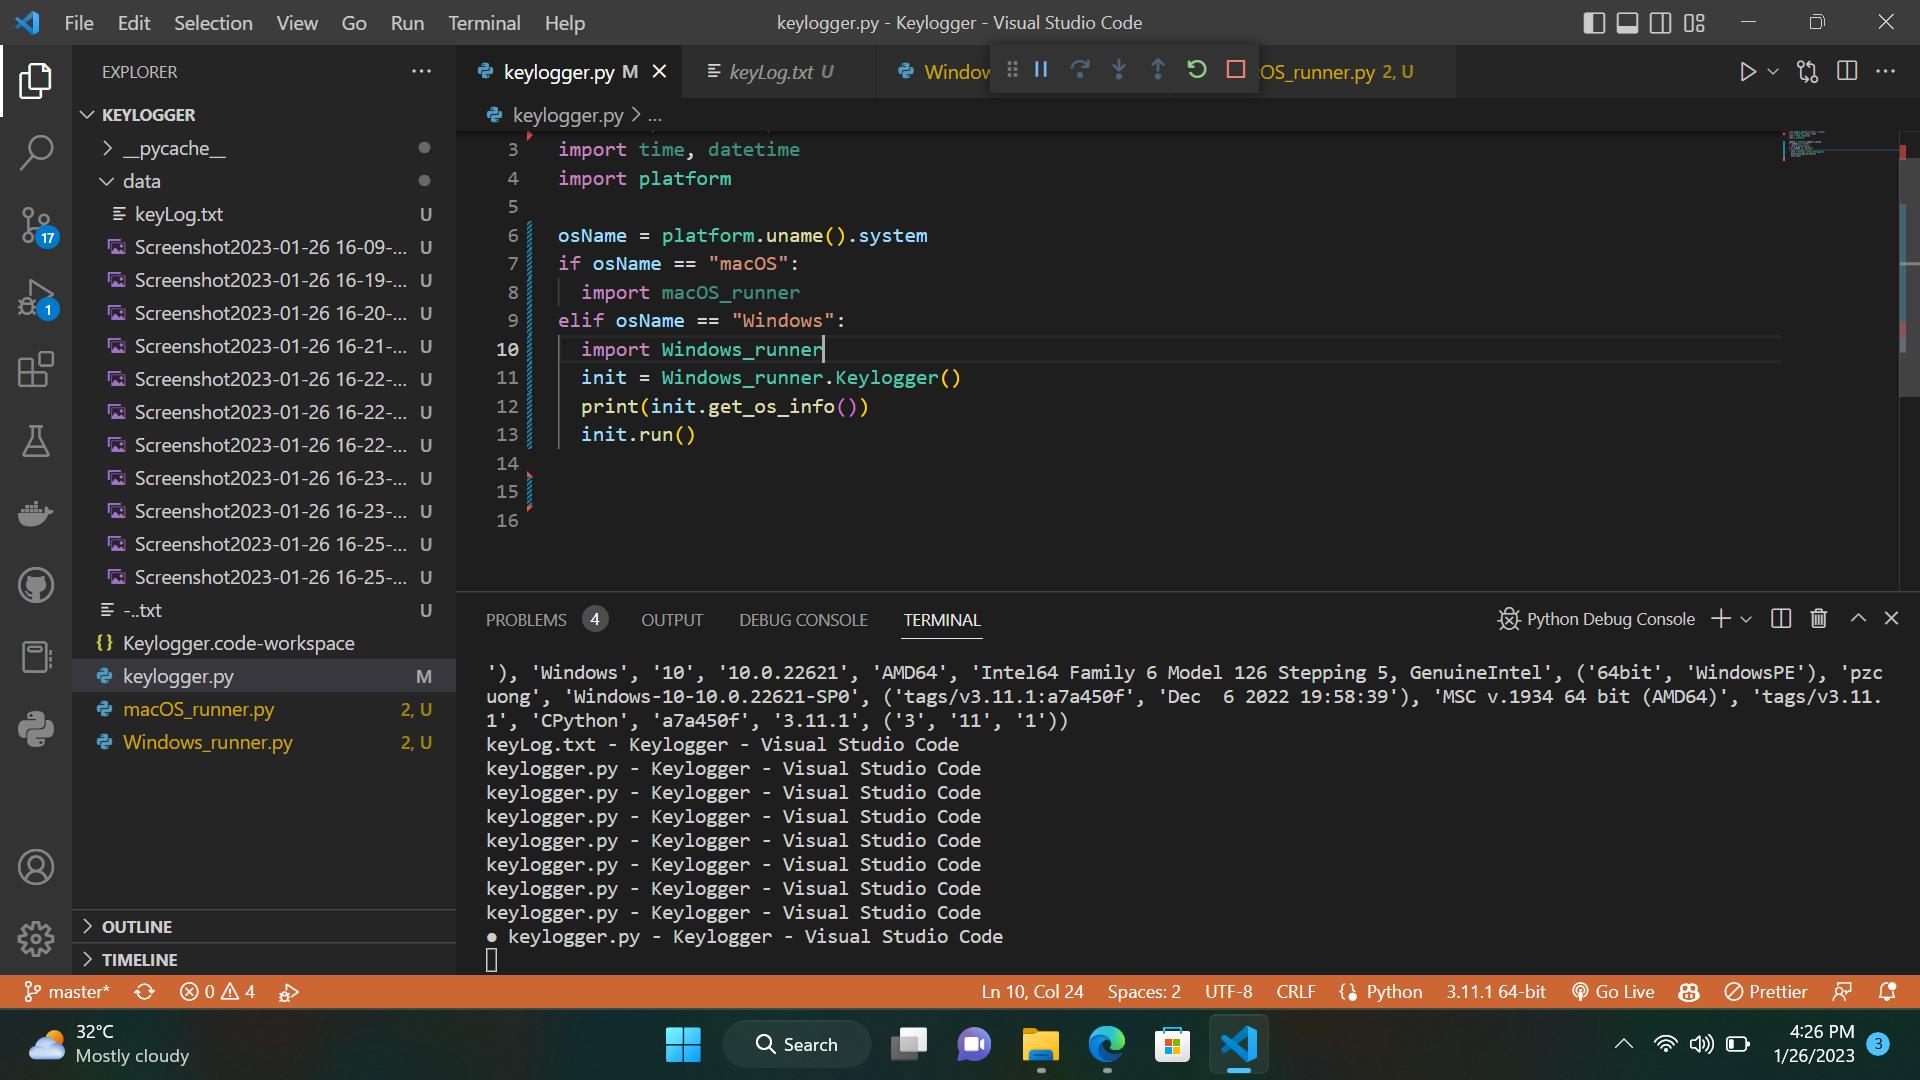 File Edit Selection View Go Run Terminal Help
keylogger.py - Keylogger - Visual Studio Code
EXPLORER
KEYLOGGER
__pycache__
data
keyLog.txt U
Screenshot2023-01-26 16-09-... U
Screenshot2023-01-26 16-19-... U
Screenshot2023-01-26 16-20-... U
Screenshot2023-01-26 16-21-... U
Screenshot2023-01-26 16-22-... U
Screenshot2023-01-26 16-22-... U
Screenshot2023-01-26 16-22-... U
Screenshot2023-01-26 16-23-... U
Screenshot2023-01-26 16-23-... U
Screenshot2023-01-26 16-25-... U
Screenshot2023-01-26 16-25-... U
-..txt U
Keylogger.code-workspace
keylogger.py M
macOS_runner.py 2, U
Windows_runner.py 2, U
OUTLINE
TIMELINE
17
1
keylogger.py M keyLog.txt U Window OS_runner.py 2, U
keylogger.py > ...
3 import time, datetime
4 import platform
5
6 osName = platform.uname().system
7 if osName == "macOS":
8 import macOS_runner
9 elif osName == "Windows":
10 import Windows_runner
11 init = Windows_runner.Keylogger()
12 print(init.get_os_info())
13 init.run()
14
15
16
PROBLEMS 4 OUTPUT DEBUG CONSOLE TERMINAL
Python Debug Console
'), 'Windows', '10', '10.0.22621', 'AMD64', 'Intel64 Family 6 Model 126 Stepping 5, GenuineIntel', ('64bit', 'WindowsPE'), 'pzc
uong', 'Windows-10-10.0.22621-SP0', ('tags/v3.11.1:a7a450f', 'Dec  6 2022 19:58:39'), 'MSC v.1934 64 bit (AMD64)', 'tags/v3.11.
1', 'CPython', 'a7a450f', '3.11.1', ('3', '11', '1'))
keyLog.txt - Keylogger - Visual Studio Code
keylogger.py - Keylogger - Visual Studio Code
keylogger.py - Keylogger - Visual Studio Code
keylogger.py - Keylogger - Visual Studio Code
keylogger.py - Keylogger - Visual Studio Code
keylogger.py - Keylogger - Visual Studio Code
keylogger.py - Keylogger - Visual Studio Code
keylogger.py - Keylogger - Visual Studio Code
● keylogger.py - Keylogger - Visual Studio Code
master* 0 4 Ln 10, Col 24 Spaces: 2 UTF-8 CRLF Python 3.11.1 64-bit Go Live Prettier
32°C
Mostly cloudy
Search
4:26 PM
1/26/2023
3